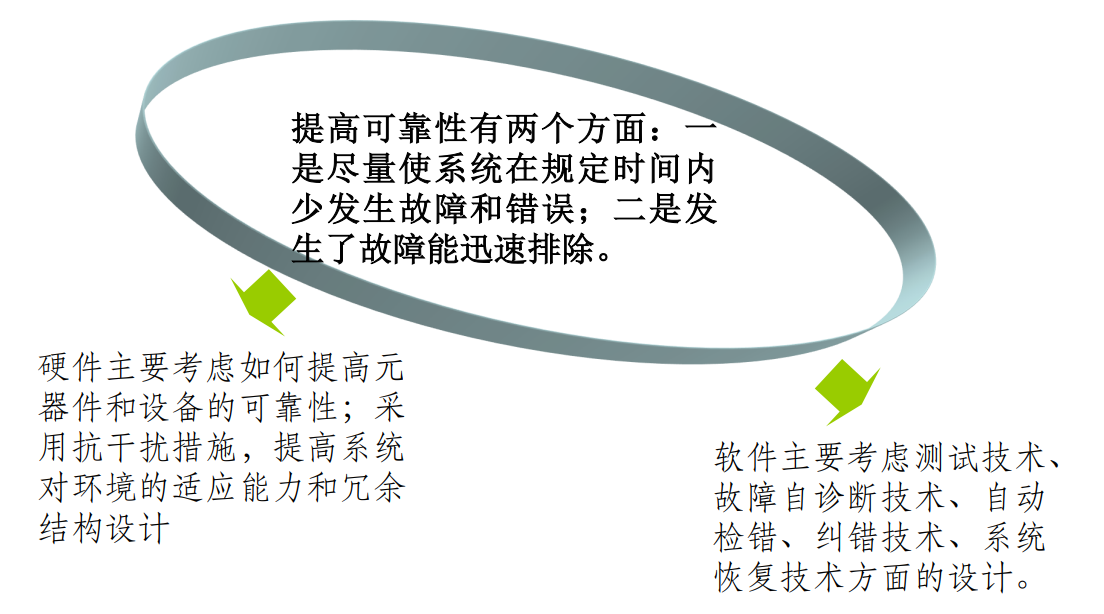 提高可靠性有两个方面：一
是尽量使系统在规定时间内
少发生故障和错误；二是发
生了故障能迅速排除。
硬件主要考虑如何提高元
器件和设备的可靠性；采
用抗干扰措施，提高系统
对环境的适应能力和冗余
结构设计
软件主要考虑测试技术、
故障自诊断技术、自动
检错、纠错技术、系统
恢复技术方面的设计。